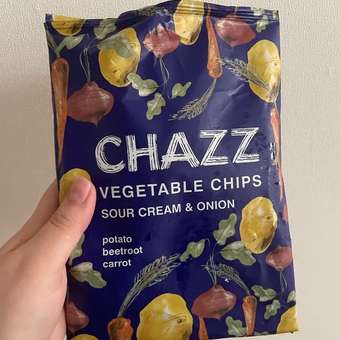 CHAZZ
VEGETABLE CHIPS
SOUR CREAM & ONION
potato
beetroot
carrot